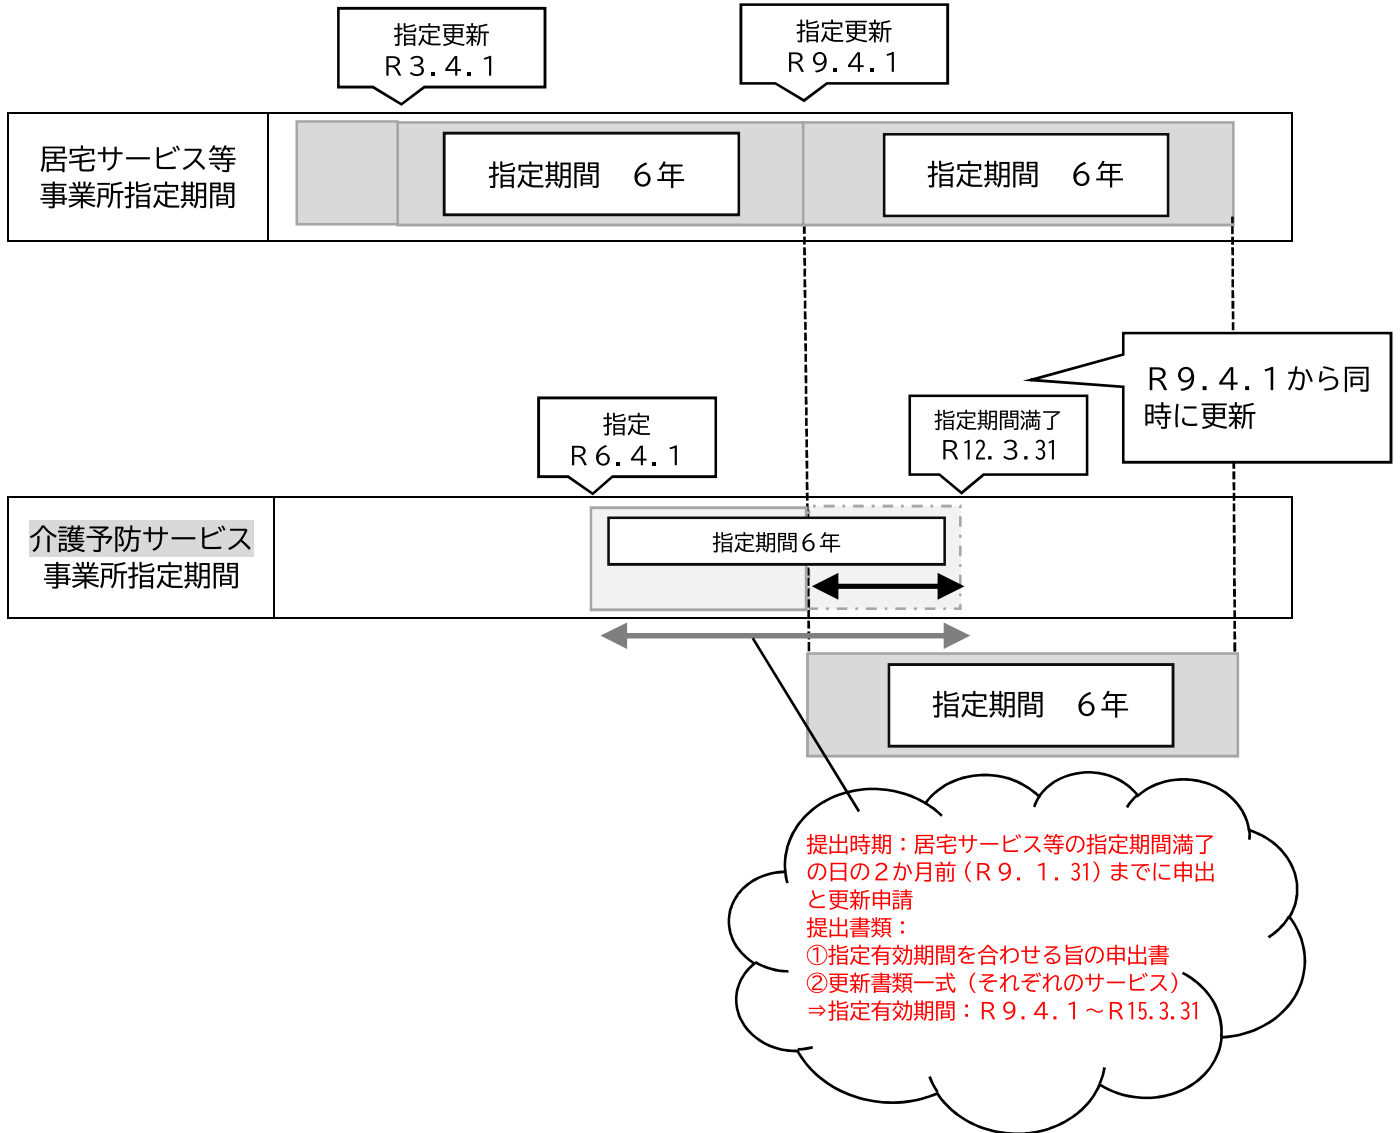 指定更新
Ｒ３．４．１
指定更新
Ｒ９．４．１
居宅サービス等
事業所指定期間
指定期間　６年
指定期間　６年
Ｒ９．４．１から同
時に更新
指定
Ｒ６．４．１
指定期間満了
Ｒ12．３．31
介護予防サービス
事業所指定期間
指定期間６年
指定期間　６年
提出時期：居宅サービス等の指定期間満了
の日の２か月前（Ｒ９．１．31）までに申出
と更新申請
提出書類：
①指定有効期間を合わせる旨の申出書
②更新書類一式（それぞれのサービス）
⇒指定有効期間：Ｒ９．４．１～Ｒ15.3.31